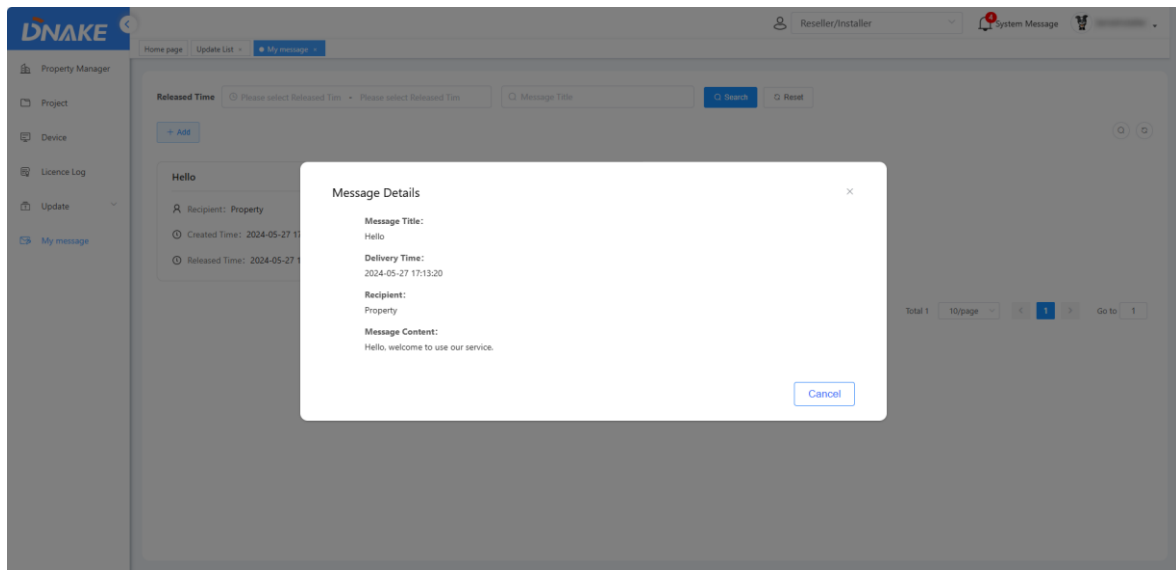 DNAKE
Reseller/Installer
4
System Message
Home page
Update List ×
My message ×
Property Manager
Project
Device
Licence Log
Update
My message
Released Time
Please select Released Tim - Please select Released Tim
Message Title
Search
Reset
+ Add
Hello
Recipient: Property
Created Time: 2024-05-27 17
Released Time: 2024-05-27 1
Message Details
Message Title:
Hello
Delivery Time:
2024-05-27 17:13:20
Recipient:
Property
Message Content:
Hello, welcome to use our service.
Cancel
Total 1
10/page
1
Go to 1